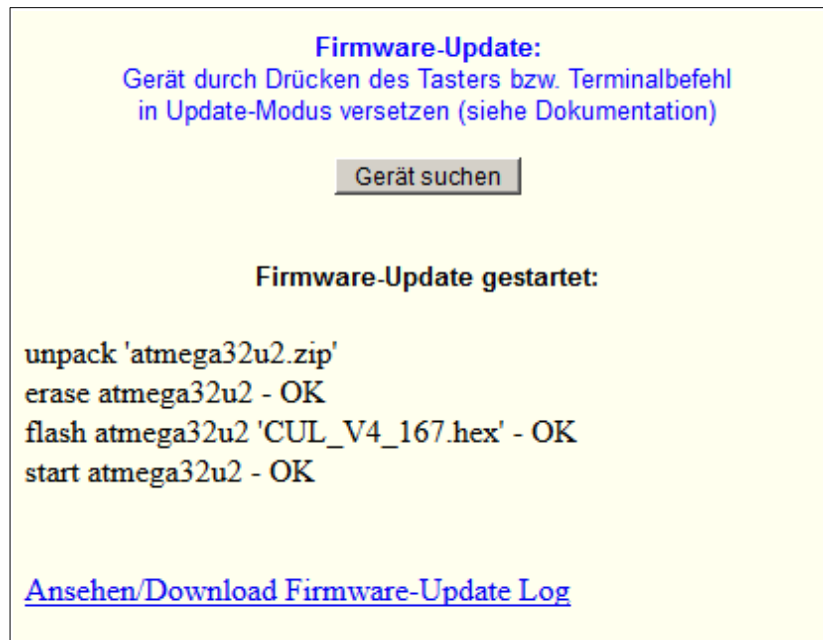 Firmware-Update:
Gerät durch Drücken des Tasters bzw. Terminalbefehl
in Update-Modus versetzen (siehe Dokumentation)
Gerät suchen
Firmware-Update gestartet:
unpack 'atmega32u2.zip'
erase atmega32u2 - OK
flash atmega32u2 'CUL_V4_167.hex' - OK
start atmega32u2 - OK
Ansehen/Download Firmware-Update Log